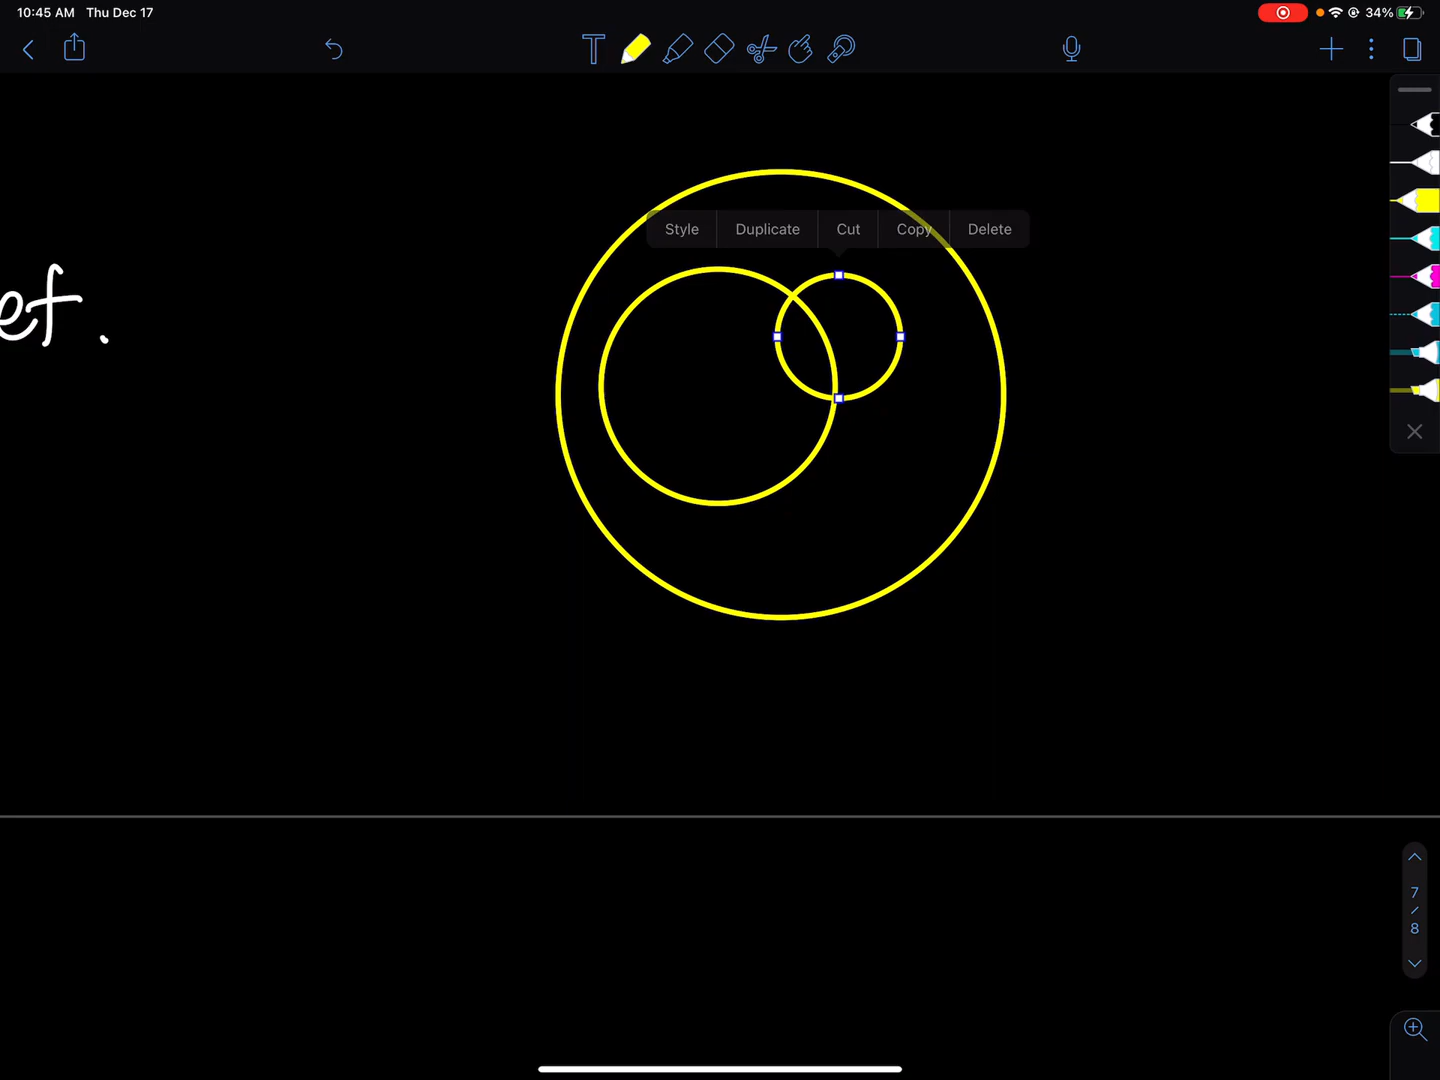 10:45 AM Thu Dec 17
34%
T
Style Duplicate Cut Copy Delete
ef.
7
/
8